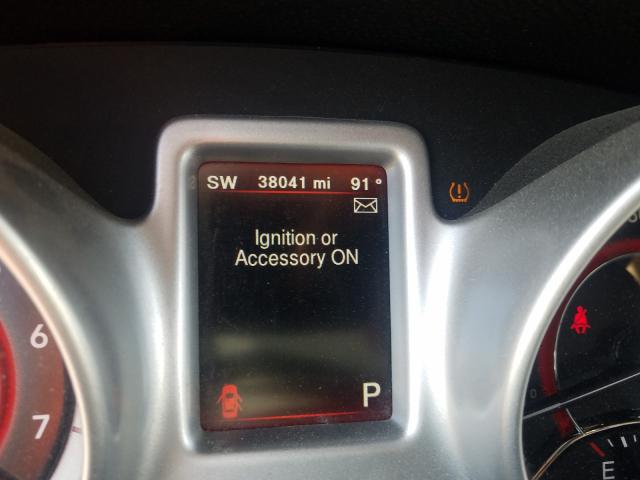 SW 38041 mi 91°
Ignition or
Accessory ON
P
6
7
E